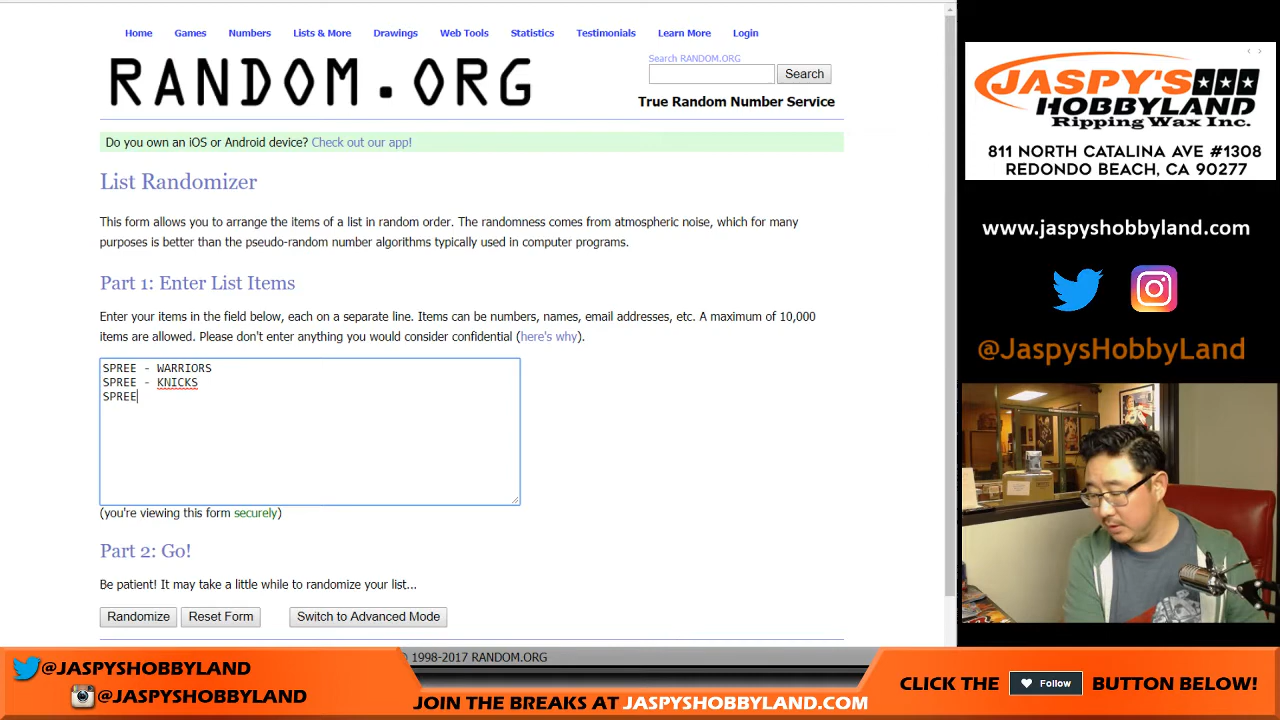 Home Games Numbers Lists & More Drawings Web Tools Statistics Testimonials Learn More Login
RANDOM.ORG
Search RANDOM.ORG
Search
True Random Number Service
Do you own an iOS or Android device? Check out our app!
List Randomizer
This form allows you to arrange the items of a list in random order. The randomness comes from atmospheric noise, which for many
purposes is better than the pseudo-random number algorithms typically used in computer programs.
Part 1: Enter List Items
Enter your items in the field below, each on a separate line. Items can be numbers, names, email addresses, etc. A maximum of 10,000
items are allowed. Please don't enter anything you would consider confidential (here's why).
SPREE - WARRIORS
SPREE - KNICKS
SPREE
(you're viewing this form securely)
Part 2: Go!
Be patient! It may take a little while to randomize your list...
Randomize Reset Form Switch to Advanced Mode
© 1998-2017 RANDOM.ORG
JASPY'S
HOBBYLAND
Ripping Wax Inc.
811 NORTH CATALINA AVE #1308
REDONDO BEACH, CA 90277
www.jaspyshobbyland.com
@JaspysHobbyLand
@JASPYSHOBBYLAND
@JASPYSHOBBYLAND
JOIN THE BREAKS AT JASPYSHOBBYLAND.COM
CLICK THE Follow BUTTON BELOW!